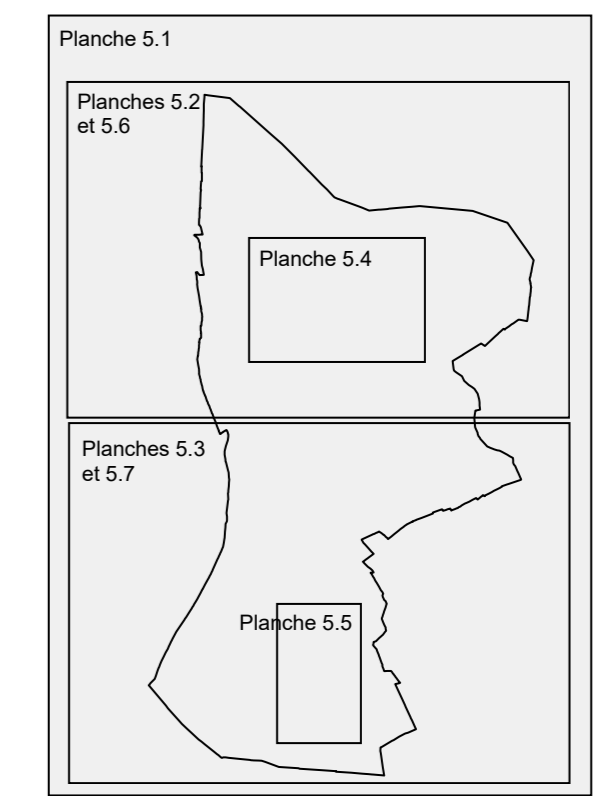 Planche 5.1
Planches 5.2
et 5.6
Planche 5.4
Planches 5.3
et 5.7
Planche 5.5